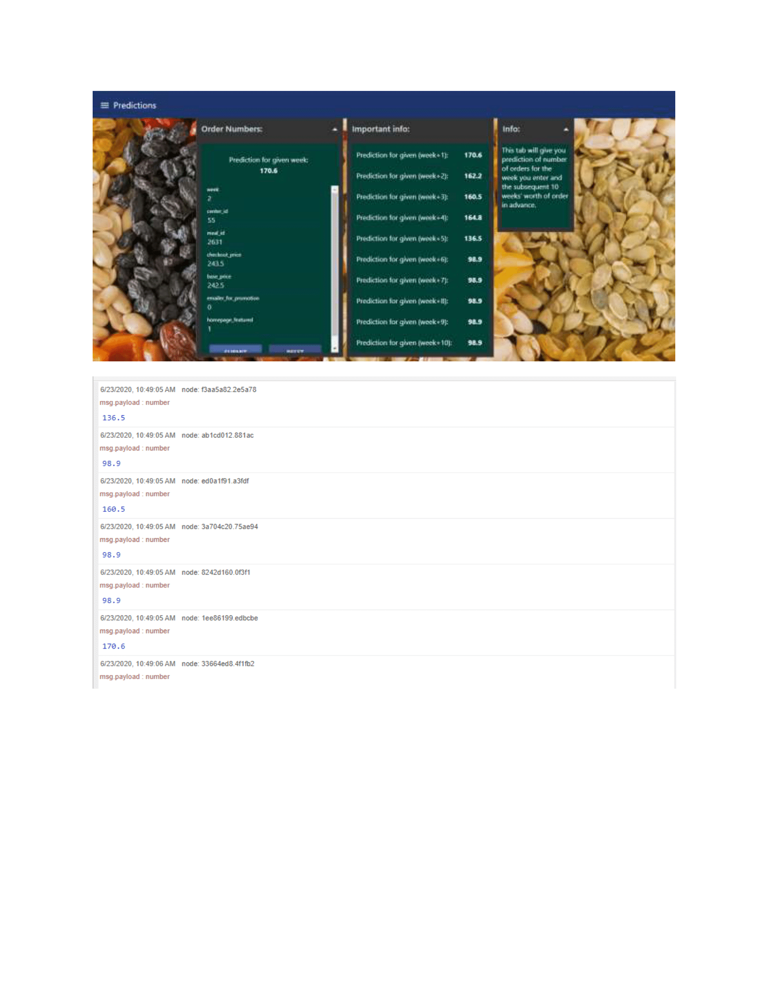 Predictions
Order Numbers:
Prediction for given week:
170.6
week
2
center_id
55
meal_id
2631
checkout_price
243.5
base_price
242.5
emailer_for_promotion
0
homepage_featured
1
Important info:
Prediction for given (week+1): 170.6
Prediction for given (week+2): 162.2
Prediction for given (week+3): 160.5
Prediction for given (week+4): 164.8
Prediction for given (week+5): 136.5
Prediction for given (week+6): 98.9
Prediction for given (week+7): 98.9
Prediction for given (week+8): 98.9
Prediction for given (week+9): 98.9
Prediction for given (week+10): 98.9
Info:
This tab will give you
prediction of number
of orders for the
week you enter and
the subsequent 10
weeks' worth of order
in advance.
6/23/2020, 10:49:05 AM node: f3aa5a82.2e5a78
msg.payload : number
136.5
6/23/2020, 10:49:05 AM node: ab1cd012.881ac
msg.payload : number
98.9
6/23/2020, 10:49:05 AM node: ed0a1f91.a3fdf
msg.payload : number
160.5
6/23/2020, 10:49:05 AM node: 3a704c20.75ae94
msg.payload : number
98.9
6/23/2020, 10:49:05 AM node: 8242d160.0f3f1
msg.payload : number
98.9
6/23/2020, 10:49:05 AM node: 1ee86199.edbcbe
msg.payload : number
170.6
6/23/2020, 10:49:06 AM node: 33664ed8.4f1fb2
msg.payload : number